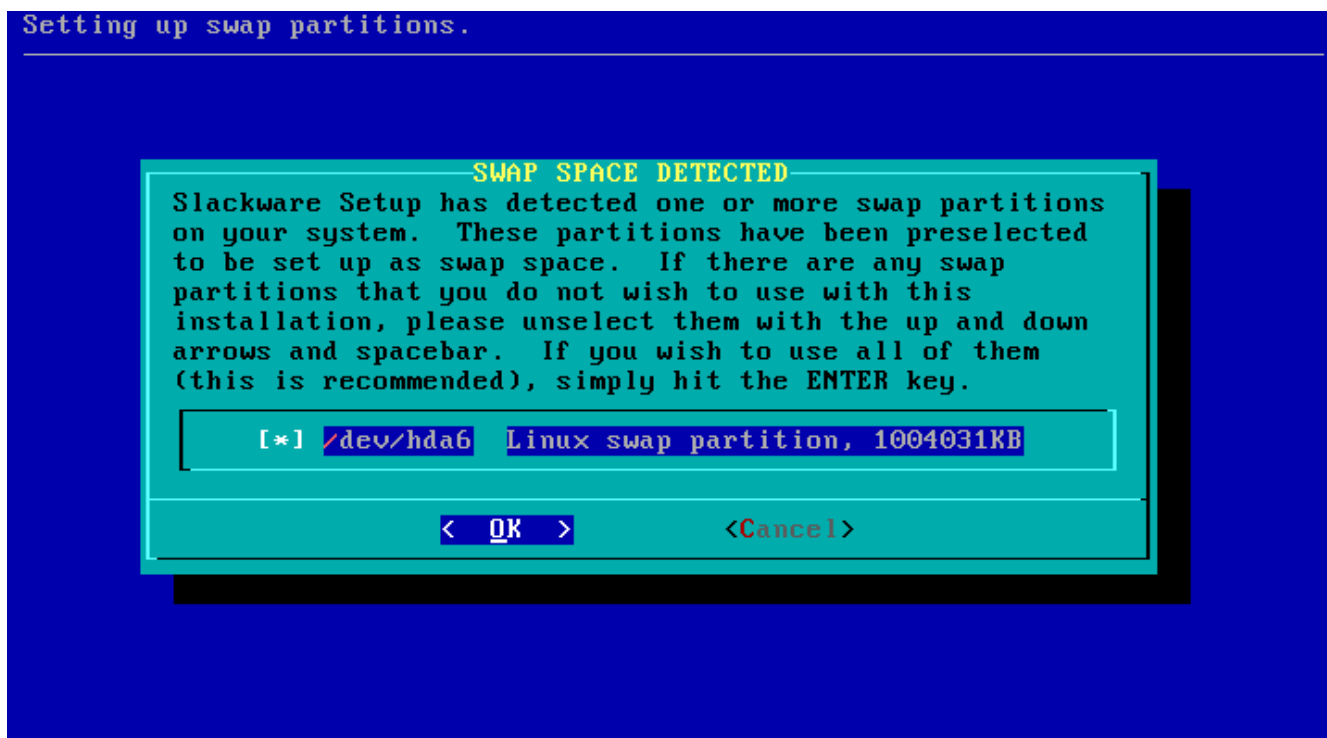 Setting up swap partitions.
SWAP SPACE DETECTED
Slackware Setup has detected one or more swap partitions
on your system.  These partitions have been preselected
to be set up as swap space.  If there are any swap
partitions that you do not wish to use with this
installation, please unselect them with the up and down
arrows and spacebar.  If you wish to use all of them
(this is recommended), simply hit the ENTER key.
[*] /dev/hda6  Linux swap partition, 1004031KB
<  OK  >          <Cancel>